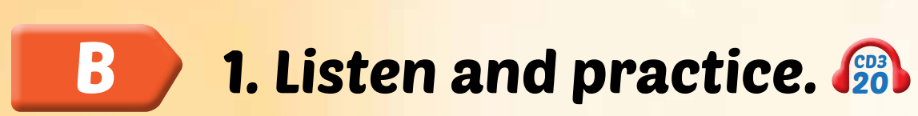 B 1. Listen and practice. CD3
20